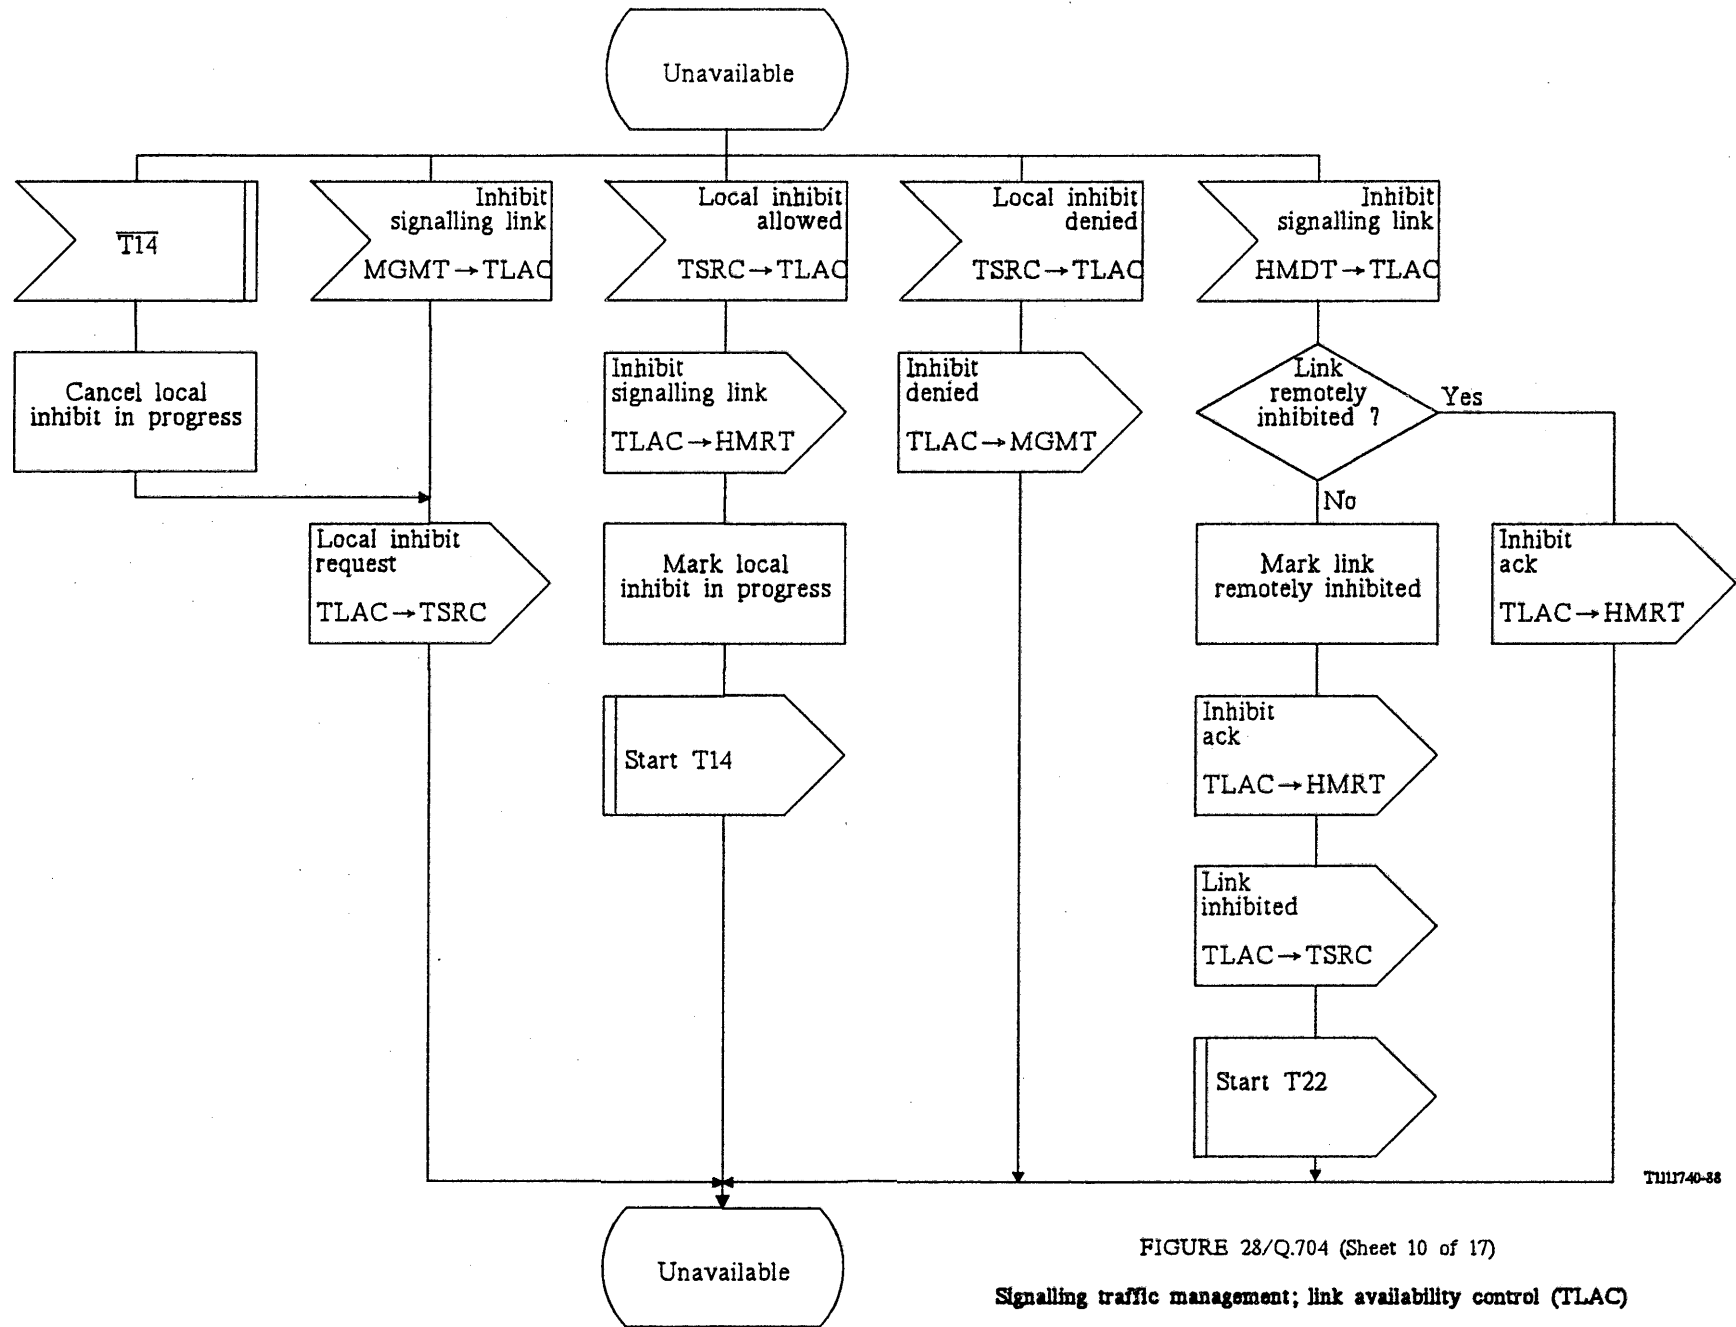 Unavailable
T14
Inhibit
signalling link
MGMT→TLAC
Local inhibit
allowed
TSRC→TLAC
Local inhibit
denied
TSRC→TLAC
Inhibit
signalling link
HMDT→TLAC
Cancel local
inhibit in progress
Inhibit
signalling link
TLAC→HMRT
Inhibit
denied
TLAC→MGMT
Link
remotely
inhibited ?
Yes
No
Local inhibit
request
TLAC→TSRC
Mark local
inhibit in progress
Mark link
remotely inhibited
Inhibit
ack
TLAC→HMRT
Start T14
Inhibit
ack
TLAC→HMRT
Link
inhibited
TLAC→TSRC
Start T22
T1111740-88
Unavailable
FIGURE 28/Q.704 (Sheet 10 of 17)
Signalling traffic management; link availability control (TLAC)